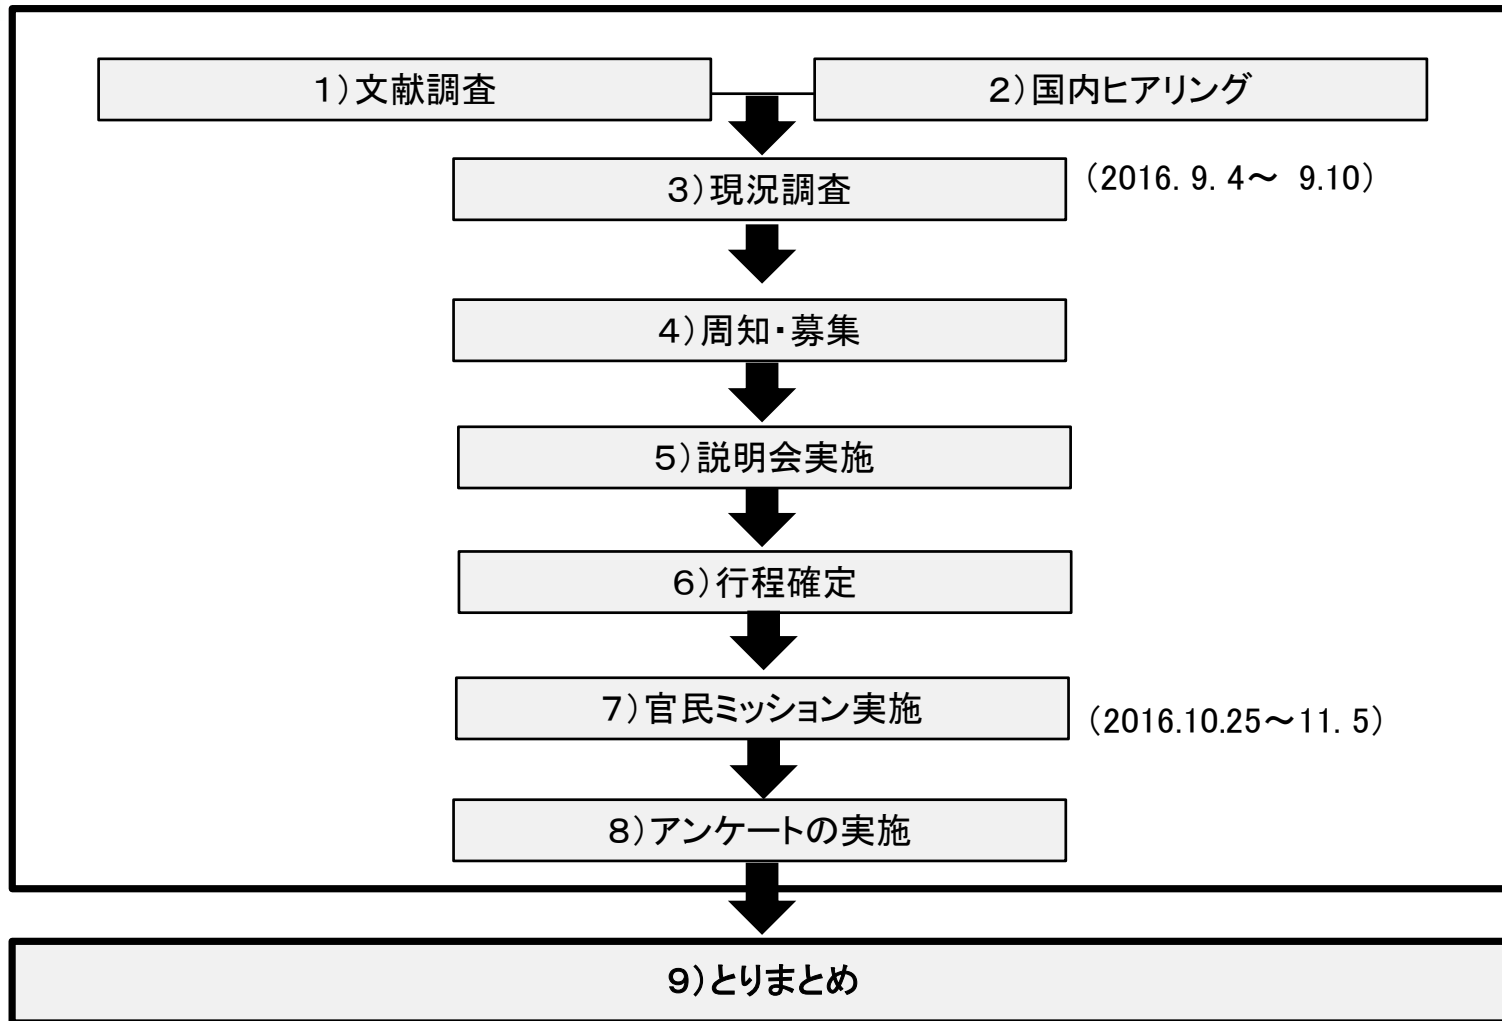 1)文献調査
2)国内ヒアリング
3)現況調査
(2016. 9. 4～ 9.10)
4)周知・募集
5)説明会実施
6)行程確定
7)官民ミッション実施
(2016.10.25～11. 5)
8)アンケートの実施
9)とりまとめ